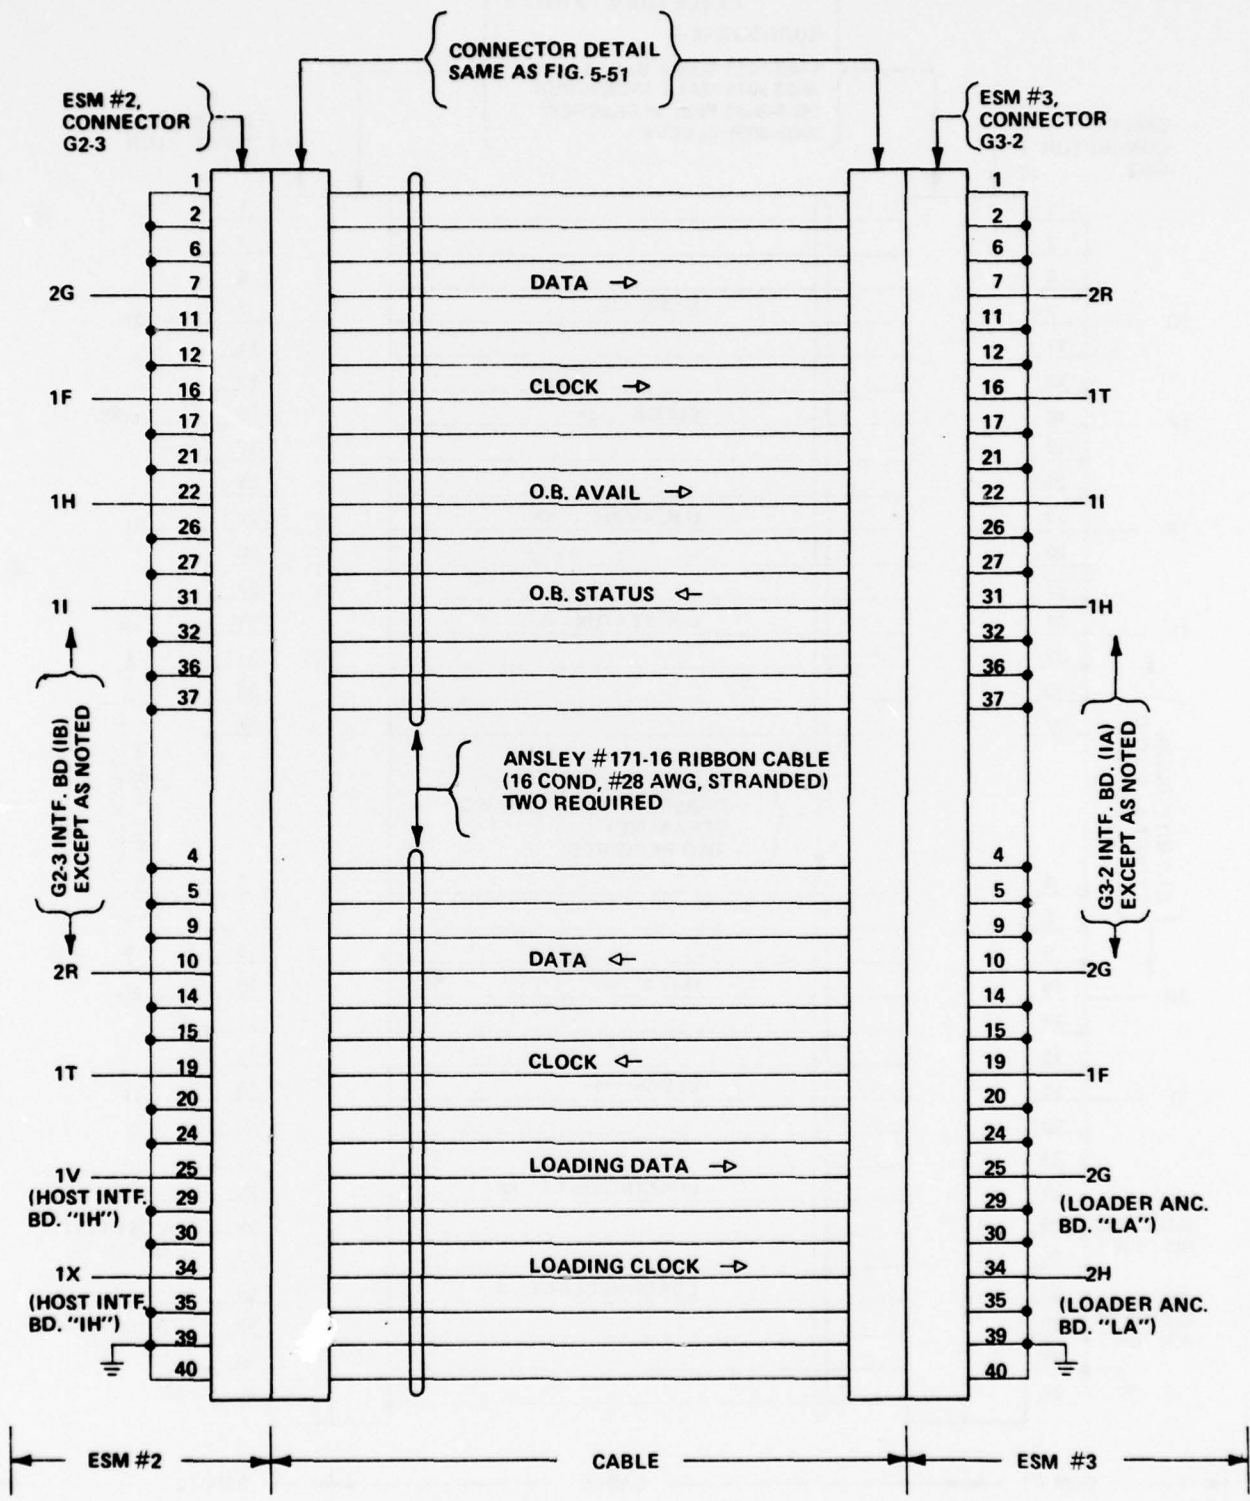 CONNECTOR DETAIL
SAME AS FIG. 5-51
ESM #2,
CONNECTOR
G2-3
ESM #3,
CONNECTOR
G3-2
1 1
2 2
6 6
2G 7 DATA 7 2R
11 11
12 12
1F 16 CLOCK 16 1T
17 17
21 21
1H 22 O.B. AVAIL 22 1I
26 26
27 27
1I 31 O.B. STATUS 31 1H
32 32
36 36
37 37
G2-3 INTF. BD (IB)
EXCEPT AS NOTED
ANSLEY #171-16 RIBBON CABLE
(16 COND, #28 AWG, STRANDED)
TWO REQUIRED
G3-2 INTF. BD. (IA)
EXCEPT AS NOTED
4 4
5 5
9 9
2R 10 DATA 10 2G
14 14
15 15
1T 19 CLOCK 19 1F
20 20
24 24
1V 25 LOADING DATA 25 2G
(HOST INTF. 29 29 (LOADER ANC.
BD. "IH") BD. "LA")
30 30
1X 34 LOADING CLOCK 34 2H
(HOST INTF. 35 35 (LOADER ANC.
BD. "IH") BD. "LA")
39 39
40 40
ESM #2 CABLE ESM #3